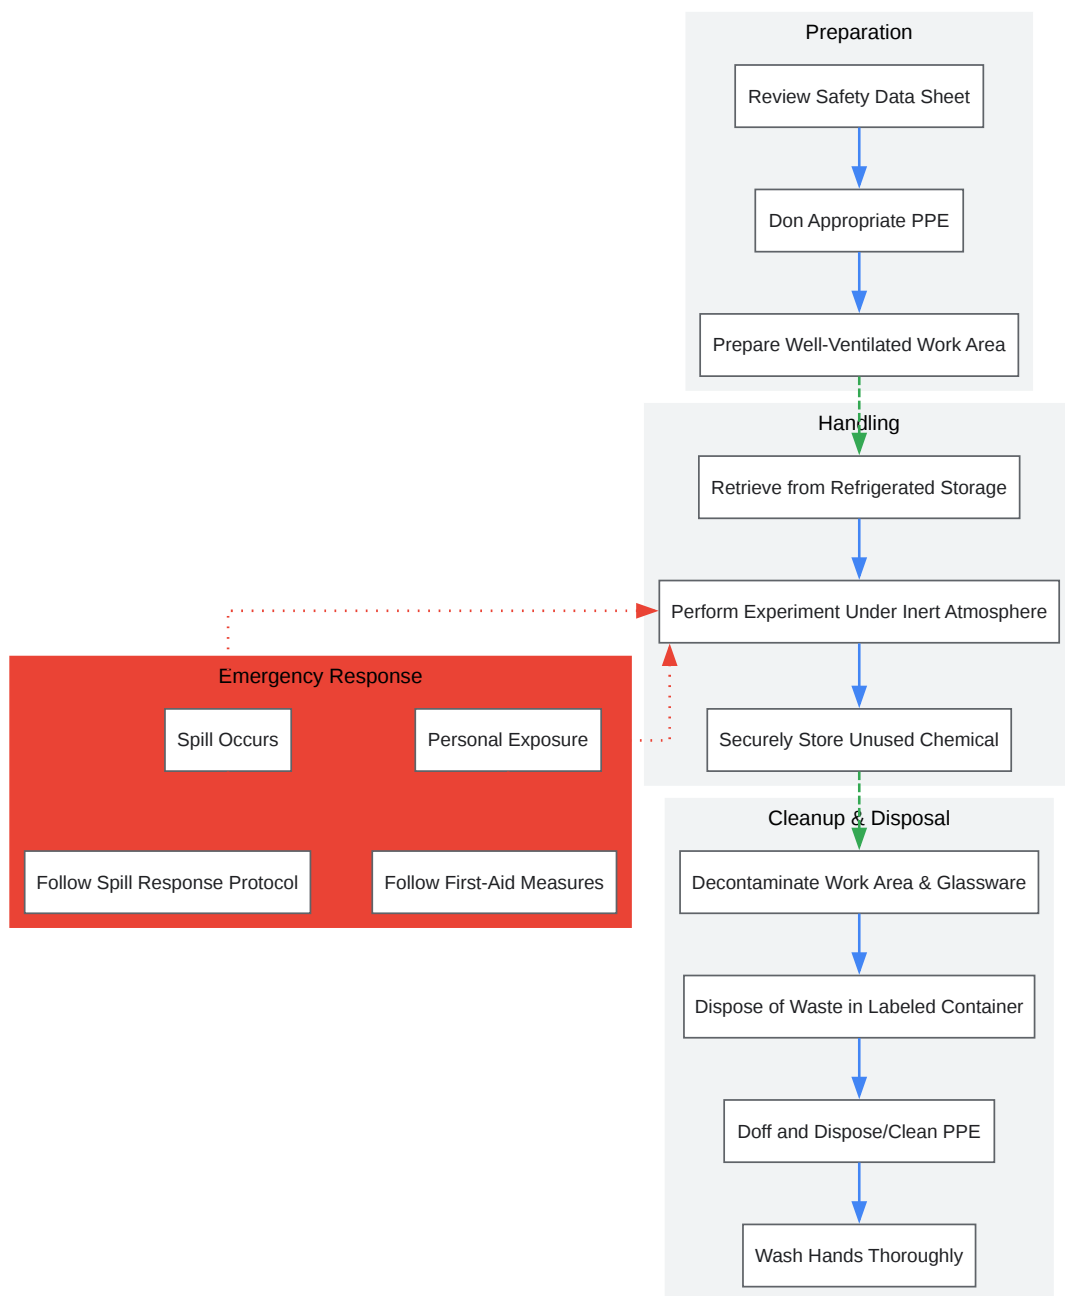 Preparation
Review Safety Data Sheet
Don Appropriate PPE
Prepare Well-Ventilated Work Area
Handling
Retrieve from Refrigerated Storage
Perform Experiment Under Inert Atmosphere
Securely Store Unused Chemical
Emergency Response
Spill Occurs
Personal Exposure
Follow Spill Response Protocol
Follow First-Aid Measures
Cleanup & Disposal
Decontaminate Work Area & Glassware
Dispose of Waste in Labeled Container
Doff and Dispose/Clean PPE
Wash Hands Thoroughly